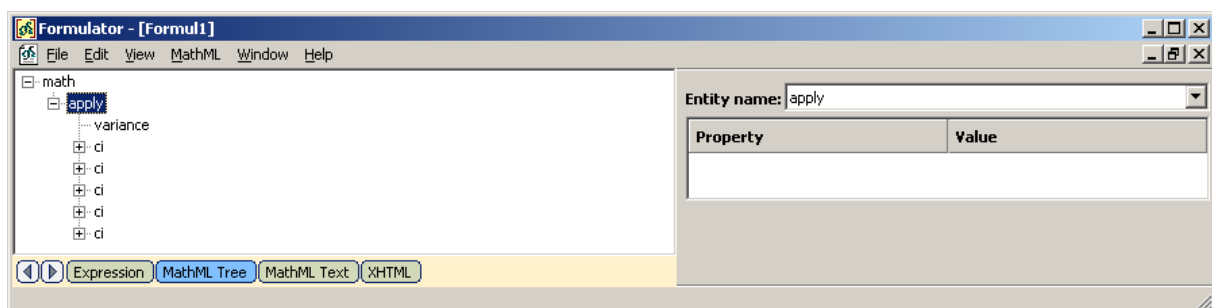 Formulator - [Formul1]
File Edit View MathML Window Help
math
apply
variance
ci
ci
ci
ci
ci
Entity name: apply
Property Value
Expression MathML Tree MathML Text XHTML